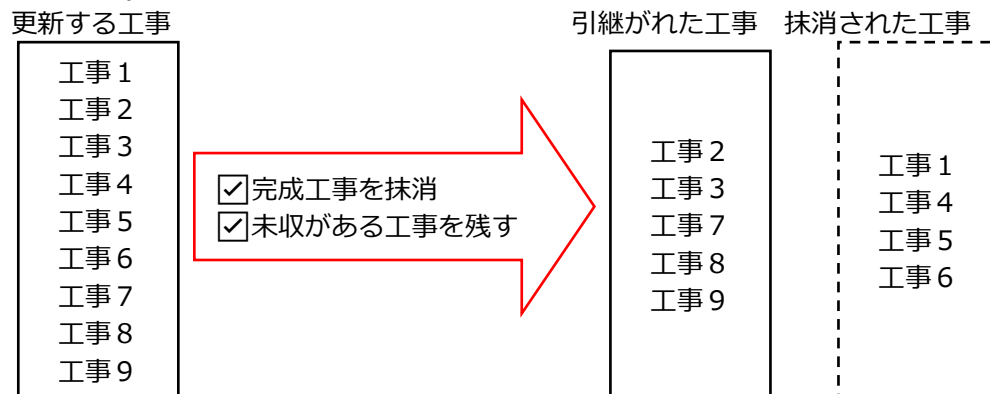 更新する工事
工事１
工事２
工事３
工事４
工事５
工事６
工事７
工事８
工事９
完成工事を抹消
未収がある工事を残す
引継がれた工事
工事２
工事３
工事７
工事８
工事９
抹消された工事
工事１
工事４
工事５
工事６